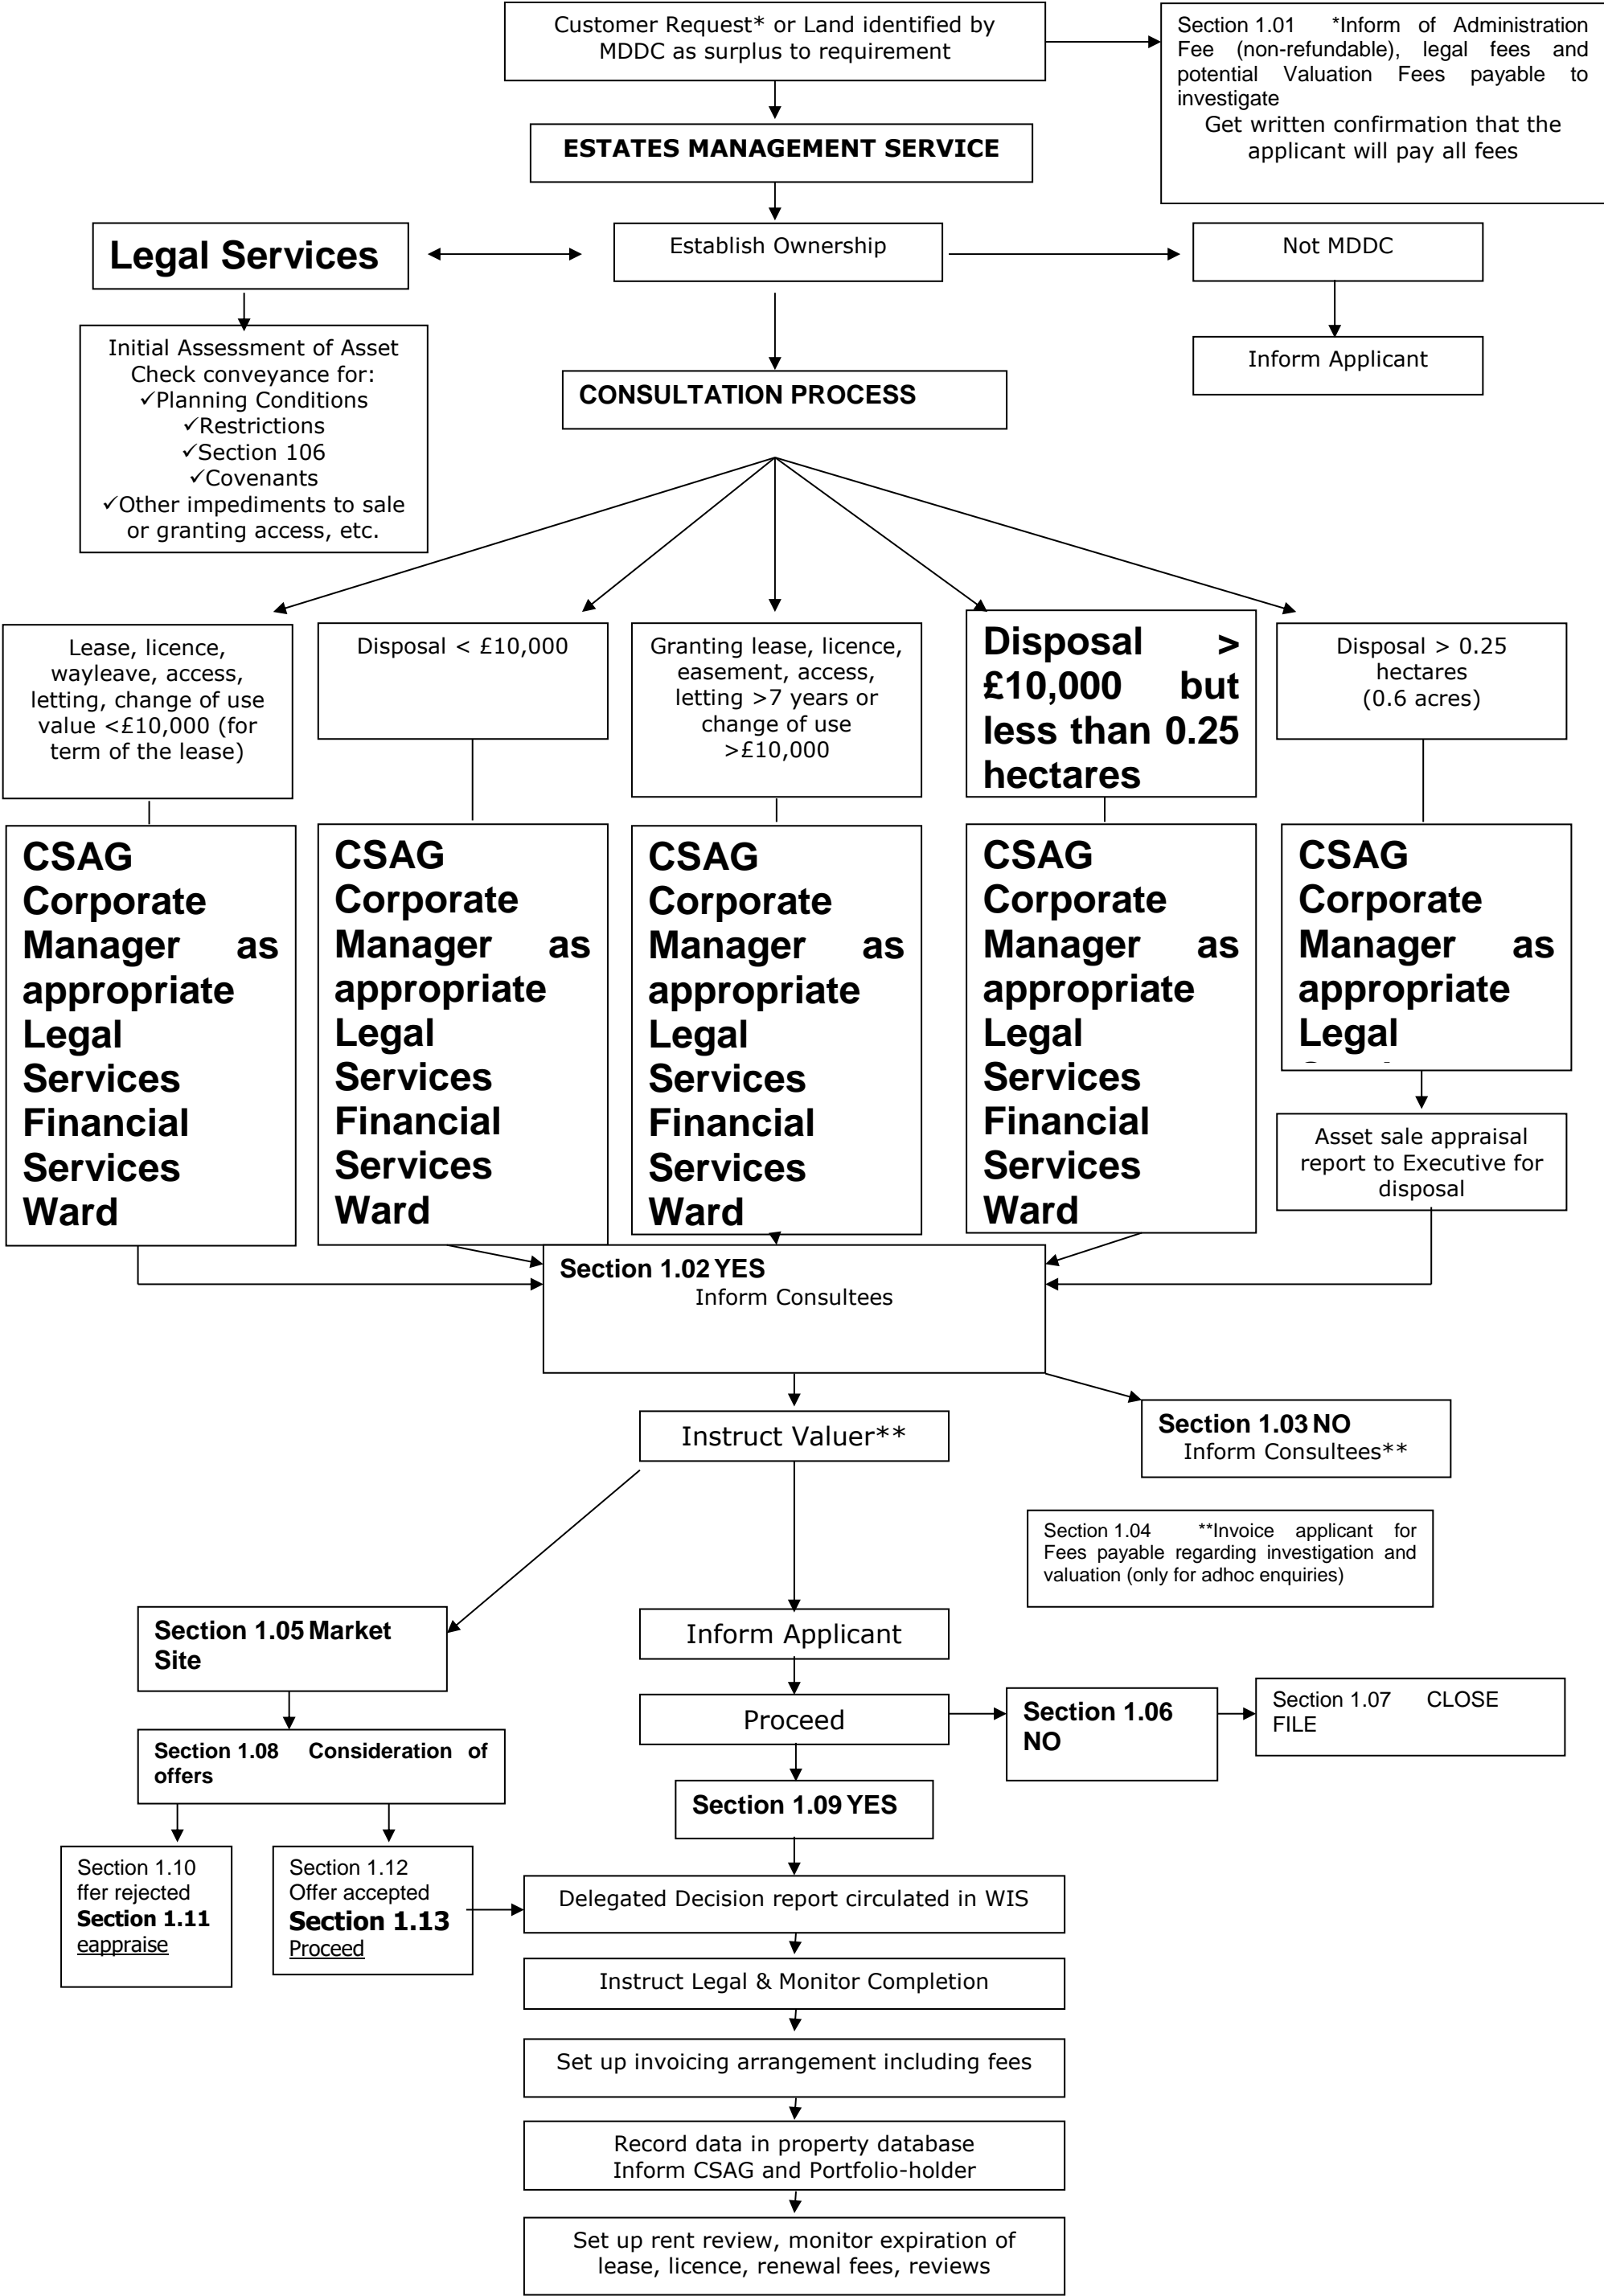 Customer Request* or Land identified by
MDDC as surplus to requirement
Section 1.01 *Inform of Administration
Fee (non-refundable), legal fees and
potential Valuation Fees payable to
investigate
Get written confirmation that the
applicant will pay all fees
ESTATES MANAGEMENT SERVICE
Legal Services
Establish Ownership
Not MDDC
Initial Assessment of Asset
Check conveyance for:
✓Planning Conditions
✓Restrictions
✓Section 106
✓Covenants
✓Other impediments to sale
or granting access, etc.
Inform Applicant
CONSULTATION PROCESS
Lease, licence,
wayleave, access,
letting, change of use
value <£10,000 (for
term of the lease)
Disposal < £10,000
Granting lease, licence,
easement, access,
letting >7 years or
change of use
>£10,000
Disposal >
£10,000 but
less than 0.25
hectares
Disposal > 0.25
hectares
(0.6 acres)
CSAG
Corporate
Manager as
appropriate
Legal
Services
Financial
Services
Ward
CSAG
Corporate
Manager as
appropriate
Legal
Services
Financial
Services
Ward
CSAG
Corporate
Manager as
appropriate
Legal
Services
Financial
Services
Ward
CSAG
Corporate
Manager as
appropriate
Legal
Services
Financial
Services
Ward
CSAG
Corporate
Manager as
appropriate
Legal
Asset sale appraisal
report to Executive for
disposal
Section 1.02 YES
Inform Consultees
Instruct Valuer**
Section 1.03 NO
Inform Consultees**
Section 1.04 **Invoice applicant for
Fees payable regarding investigation and
valuation (only for adhoc enquiries)
Section 1.05 Market
Site
Inform Applicant
Proceed
Section 1.06
NO
Section 1.07 CLOSE
FILE
Section 1.08 Consideration of
offers
Section 1.09 YES
Section 1.10
ffer rejected
Section 1.11
eappraise
Section 1.12
Offer accepted
Section 1.13
Proceed
Delegated Decision report circulated in WIS
Instruct Legal & Monitor Completion
Set up invoicing arrangement including fees
Record data in property database
Inform CSAG and Portfolio-holder
Set up rent review, monitor expiration of
lease, licence, renewal fees, reviews